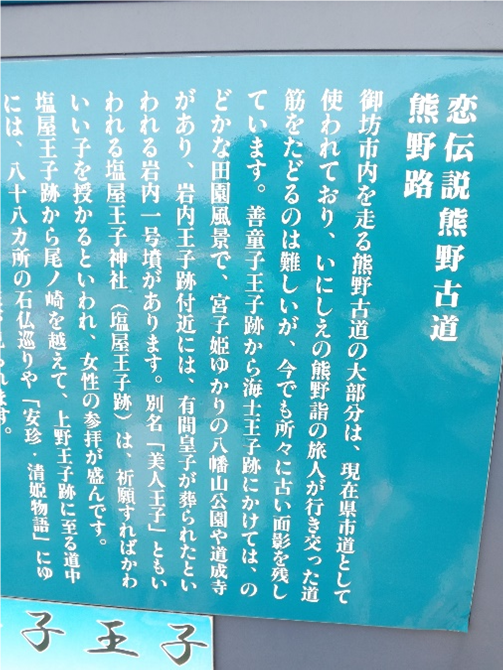 恋伝説熊野古道
熊野路
御坊市内を走る熊野古道の大部分は、現在県市道として
使われており、いにしえの熊野詣の旅人が行き交った道
筋をたどるのは難しいが、今でも所々に古い面影を残し
ています。善童子王子跡から海士王子跡にかけては、の
どかな田園風景で、宮子姫ゆかりの八幡山公園や道成寺
があり、岩内王子跡付近には、有間皇子が葬られたとい
われる岩内一号墳があります。別名「美人王子」ともい
われる塩屋王子神社（塩屋王子跡）は、祈願すればかわ
いい子を授かるといわれ、女性の参拝が盛んです。
塩屋王子跡から尾ノ崎を越えて、上野王子跡に至る道中
には、八十八カ所の石仏巡りや「安珍・清姫物語」にゆ
られます。
子王子